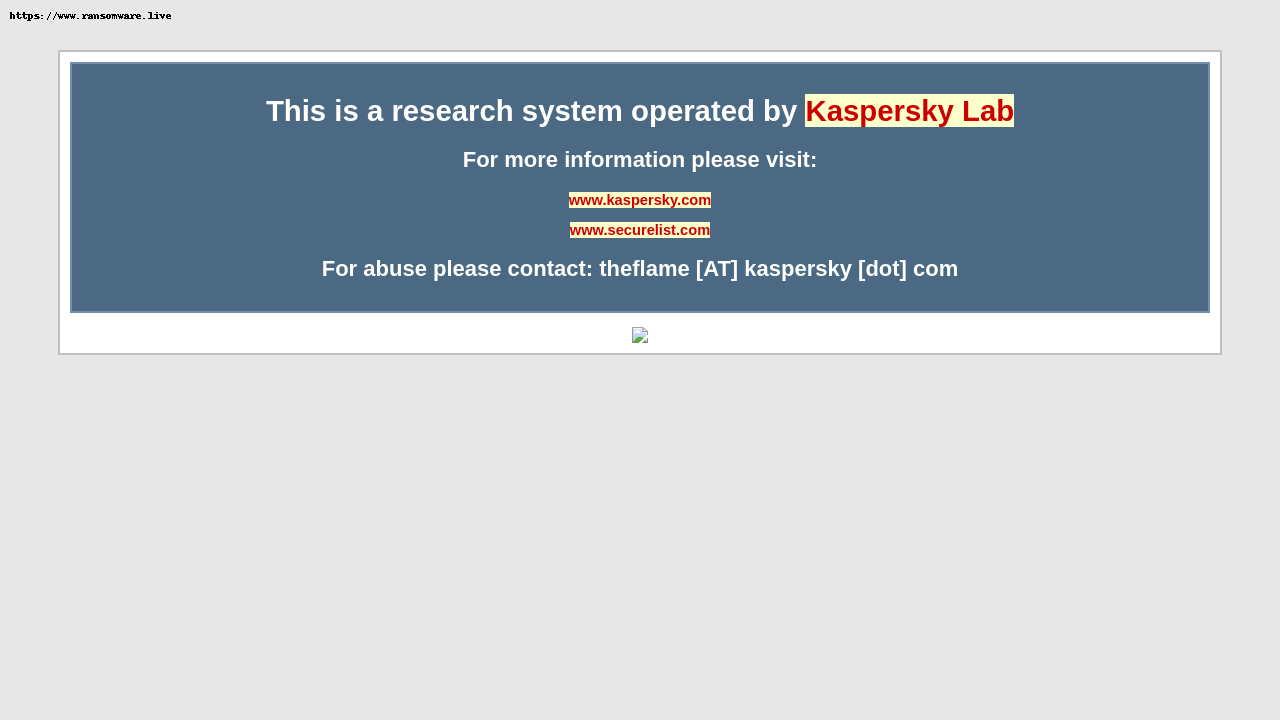 https://www.ransomware.live
This is a research system operated by Kaspersky Lab
For more information please visit:
www.kaspersky.com
www.securelist.com
For abuse please contact: theflame [AT] kaspersky [dot] com